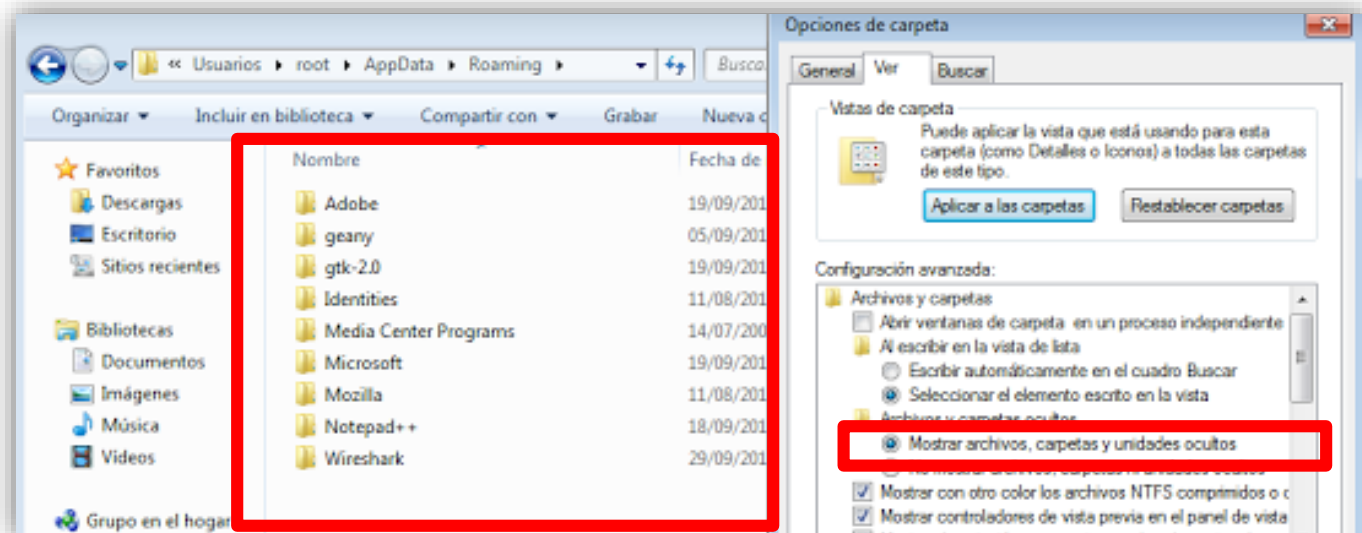 Opciones de carpeta
« Usuarios ▸ root ▸ AppData ▸ Roaming ▸
Busca
Organizar
Incluir en biblioteca
Compartir con
Grabar
Nueva c
Favoritos
Descargas
Escritorio
Sitios recientes
Bibliotecas
Documentos
Imágenes
Música
Videos
Grupo en el hogar
Nombre
Fecha de
Adobe
19/09/201
geany
05/09/201
gtk-2.0
19/09/201
Identities
11/08/201
Media Center Programs
14/07/200
Microsoft
19/09/201
Mozilla
11/08/201
Notepad++
18/09/201
Wireshark
29/09/201
General
Ver
Buscar
Vistas de carpeta
Puede aplicar la vista que está usando para esta
carpeta (como Detalles o Iconos) a todas las carpetas
de este tipo.
Aplicar a las carpetas
Restablecer carpetas
Configuración avanzada:
Archivos y carpetas
Abrir ventanas de carpeta en un proceso independiente
Al escribir en la vista de lista
Escribir automáticamente en el cuadro Buscar
Seleccionar el elemento escrito en la vista
Archivos y carpetas ocultos
Mostrar archivos, carpetas y unidades ocultos
Mostrar con otro color los archivos NTFS comprimidos o c
Mostrar controladores de vista previa en el panel de vista